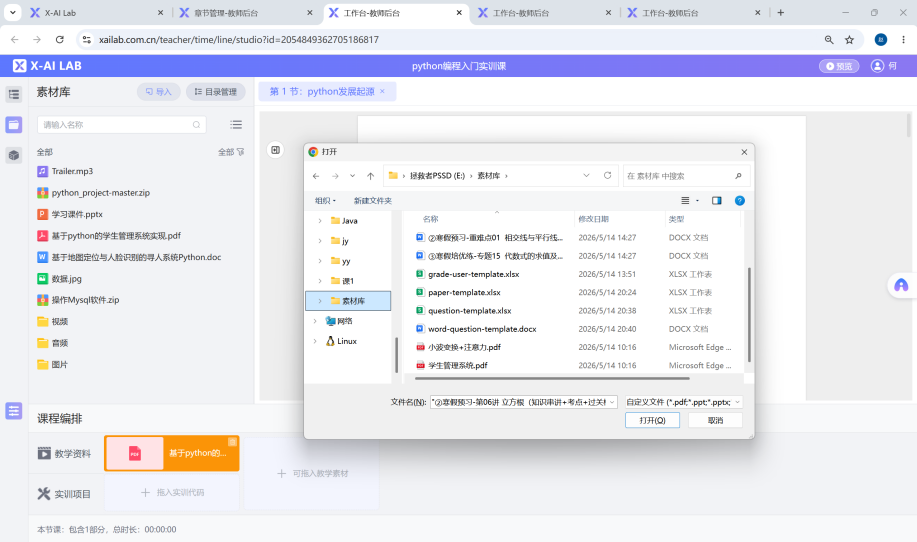 X-AI Lab
章节管理-教师后台
工作台-教师后台
工作台-教师后台
工作台-教师后台
xailab.com.cn/teacher/time/line/studio?id=2054849362705186817
X-AI LAB
python编程入门实训课
预览
何
素材库
导入
目录管理
第 1 节：python发展起源
请输入名称
全部
全部
Trailer.mp3
python_project-master.zip
学习课件.pptx
基于python的学生管理系统实现.pdf
基于地图定位与人脸识别的寻人系统Python.doc
数据.jpg
操作Mysql软件.zip
视频
音频
图片
打开
拯救者PSSD (E:)
素材库
在 素材库 中搜索
组织
新建文件夹
Java
jy
yy
课1
素材库
网络
Linux
名称
修改日期
类型
②寒假预习-重难点01 相交线与平行线...
2026/5/14 14:27
DOCX 文档
③寒假培优练-专题15 代数式的求值及...
2026/5/14 14:27
DOCX 文档
grade-user-template.xlsx
2026/5/14 13:51
XLSX 工作表
paper-template.xlsx
2026/5/14 20:24
XLSX 工作表
question-template.xlsx
2026/5/14 20:38
XLSX 工作表
word-question-template.docx
2026/5/14 20:40
DOCX 文档
小波变换+注意力.pdf
2026/5/14 10:16
Microsoft Edge ...
学生管理系统.pdf
2026/5/14 10:16
Microsoft Edge ...
文件名(N):
"②寒假预习-第06讲 立方根（知识串讲+考点+过关
自定义文件 (*.pdf;*.ppt;*.pptx;
打开(O)
取消
课程编排
教学资料
PDF
基于python的...
可拖入教学素材
实训项目
拖入实训代码
本节课：包含1部分，总时长：00:00:00